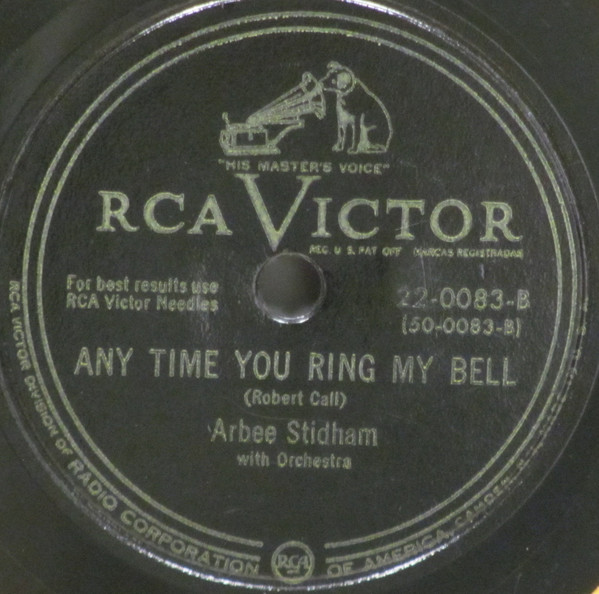 "HIS MASTER'S VOICE"
RCA VICTOR
REG. U. S. PAT. OFF. MARCAS REGISTRADAS
For best results use
RCA Victor Needles
22-0083-B
(50-0083-B)
ANY TIME YOU RING MY BELL
(Robert Call)
Arbee Stidham
with Orchestra
RCA VICTOR DIVISION OF RADIO CORPORATION OF AMERICA, CAMDEN,
RCA